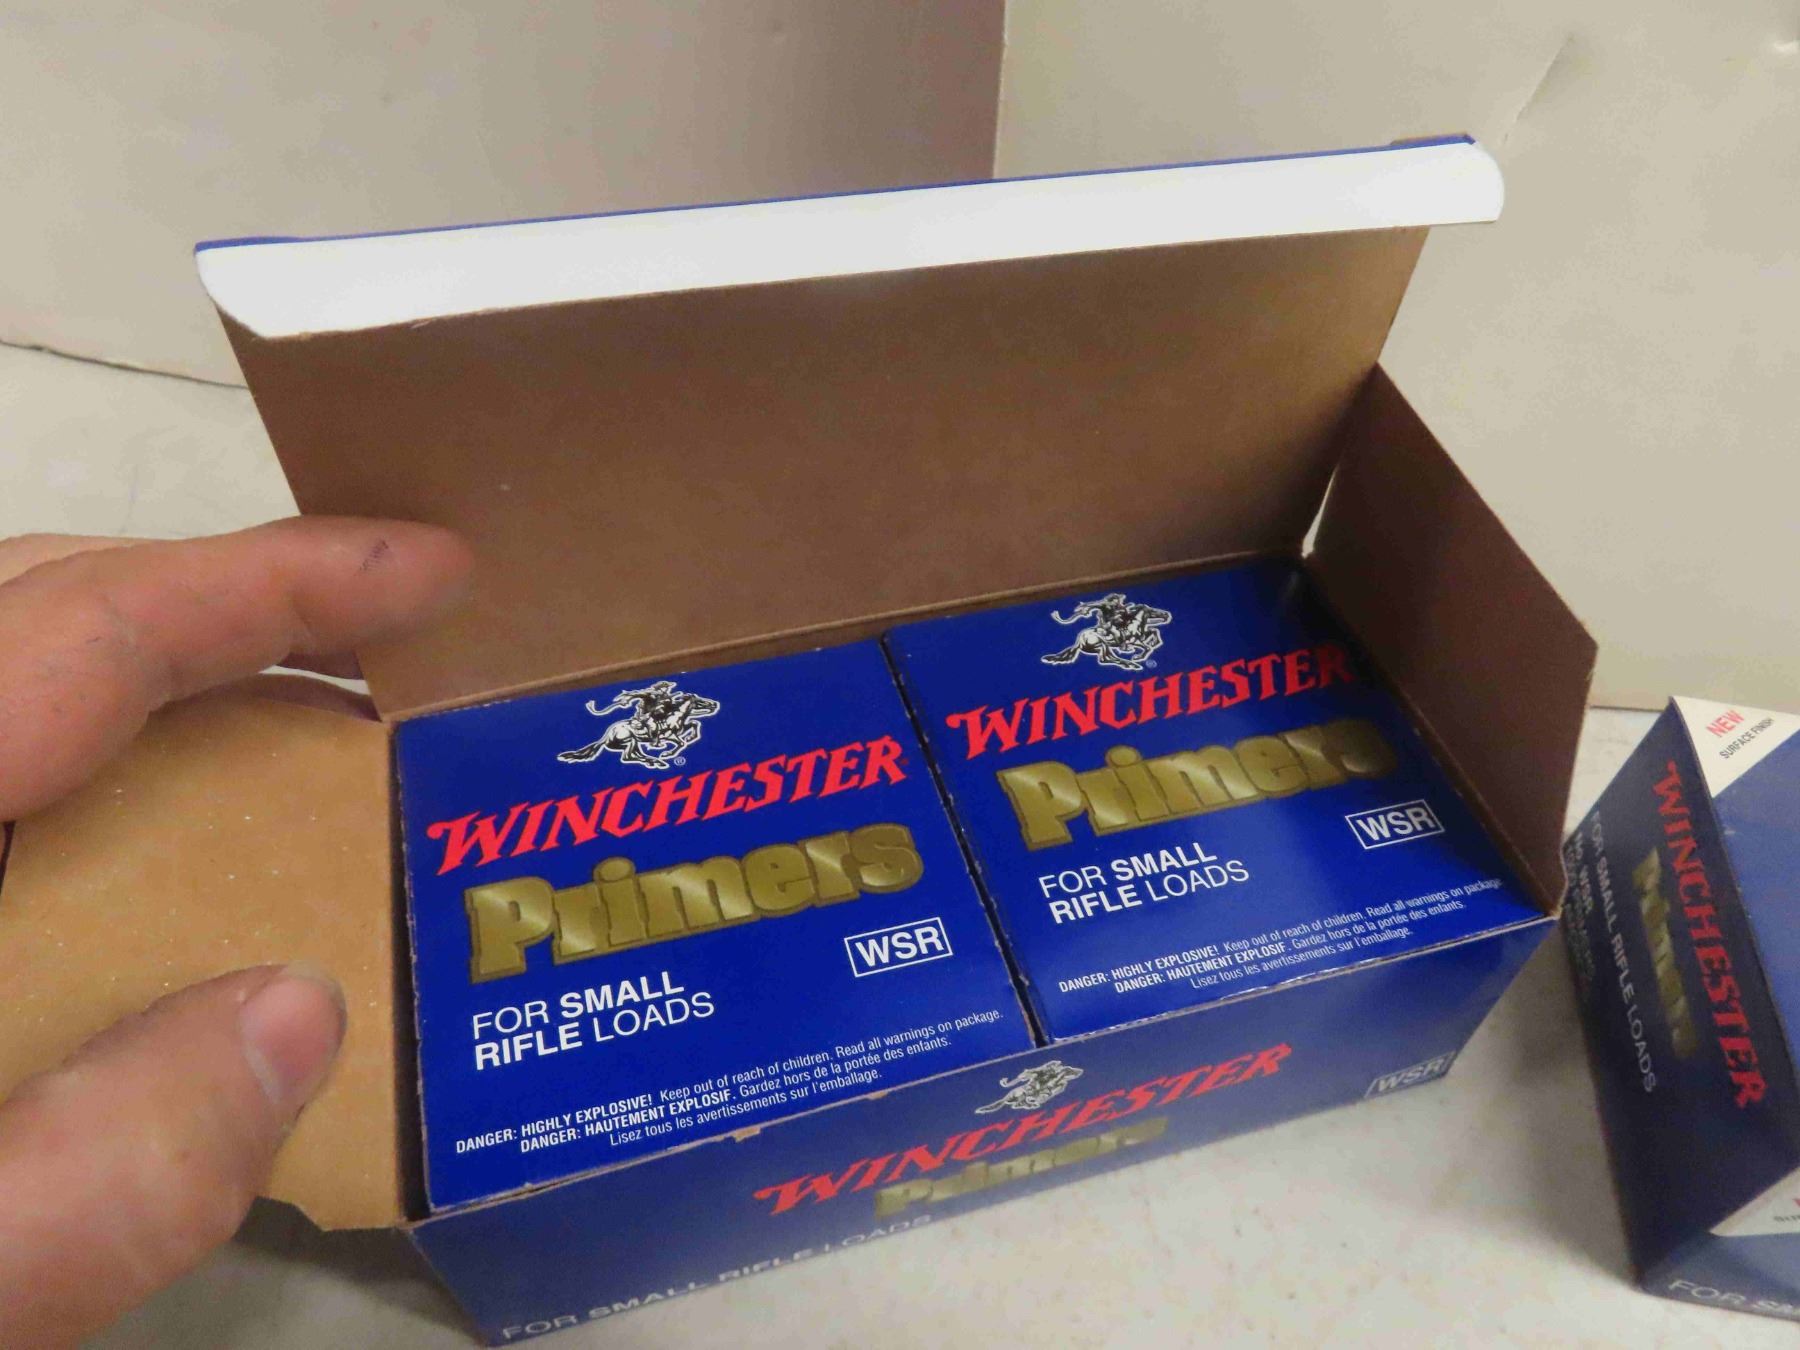 WINCHESTER
Primers
WSR
FOR SMALL
RIFLE LOADS
DANGER: HIGHLY EXPLOSIVE! Keep out of reach of children. Read all warnings on package.
DANGER: HAUTEMENT EXPLOSIF. Gardez hors de la portée des enfants.
Lisez tous les avertissements sur l'emballage.
WINCHESTER
Primers
WSR
FOR SMALL
RIFLE LOADS
DANGER: HIGHLY EXPLOSIVE! Keep out of reach of children. Read all warnings on package.
DANGER: HAUTEMENT EXPLOSIF. Gardez hors de la portée des enfants.
Lisez tous les avertissements sur l'emballage.
WINCHESTER
Primers
WSR
FOR SMALL RIFLE LOADS
NEW
SURFACE FINISH
WINCHESTER
Primers
FOR SMALL RIFLE LOADS
FOR